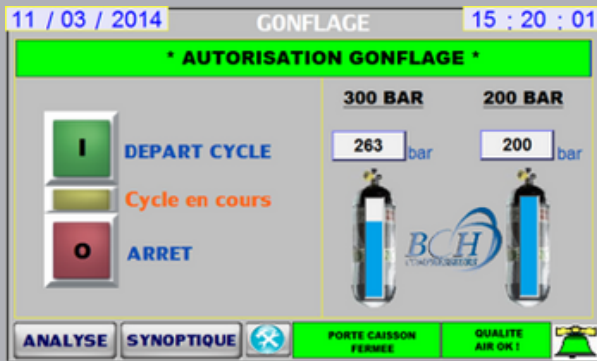 11 / 03 / 2014 GONFLAGE 15 : 20 : 01
* AUTORISATION GONFLAGE *
300 BAR 200 BAR
263 bar 200 bar
I DEPART CYCLE
Cycle en cours
O ARRET
BCH
ANALYSE SYNOPTIQUE PORTE CAISSON FERMEE QUALITE AIR OK !